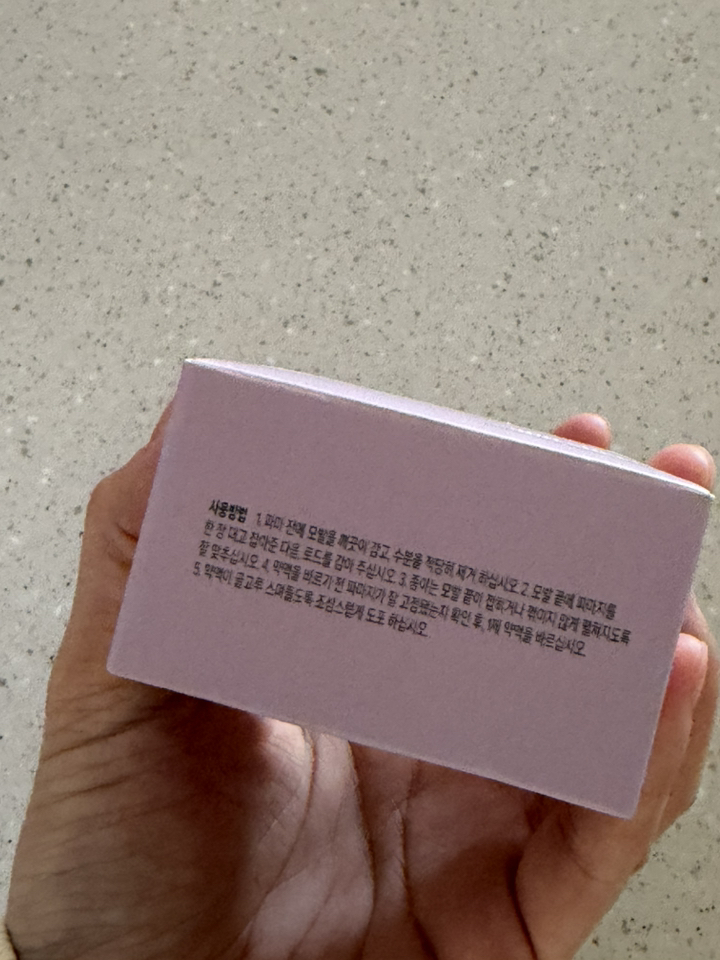 사용방법 1. 파마 전에 모발을 깨끗이 감고, 수분을 적당히 제거 하십시오 2. 모발 끝에 파마지를
한 장 대고 잡아준 다음, 로드를 감아 주십시오 3. 종이는 모발 끝이 접히거나 꺾이지 않게 펼쳐지도록
잘 맞추십시오 4. 약액을 바르기 전 파마지가 잘 고정됐는지 확인 후, 1제 약액을 바르십시오
5. 약액이 골고루 스며들도록 조심스럽게 도포 하십시오